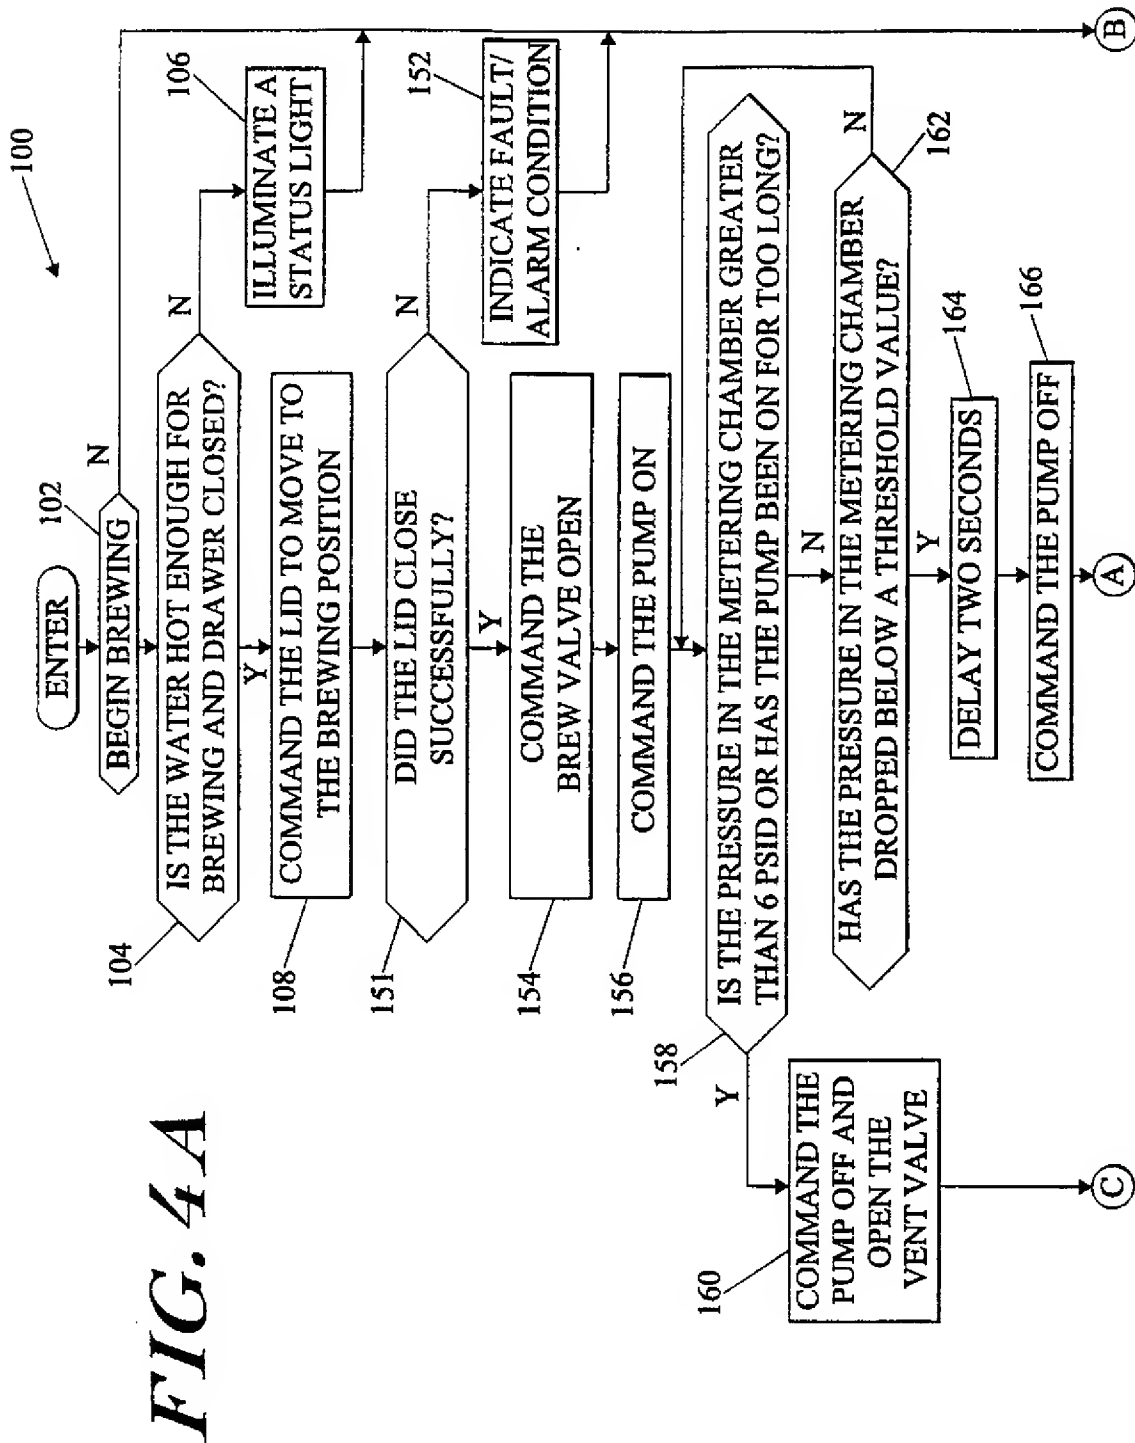 FIG. 4A
100
ENTER
102
BEGIN BREWING
N
104
IS THE WATER HOT ENOUGH FOR
BREWING AND DRAWER CLOSED?
N
106
ILLUMINATE A
STATUS LIGHT
Y
108
COMMAND THE LID TO MOVE TO
THE BREWING POSITION
151
DID THE LID CLOSE
SUCCESSFULLY?
N
152
INDICATE FAULT/
ALARM CONDITION
Y
154
COMMAND THE
BREW VALVE OPEN
156
COMMAND THE PUMP ON
158
IS THE PRESSURE IN THE METERING CHAMBER GREATER
THAN 6 PSID OR HAS THE PUMP BEEN ON FOR TOO LONG?
Y
160
COMMAND THE
PUMP OFF AND
OPEN THE
VENT VALVE
N
HAS THE PRESSURE IN THE METERING CHAMBER
DROPPED BELOW A THRESHOLD VALUE?
N
162
Y
164
DELAY TWO SECONDS
166
COMMAND THE PUMP OFF
C
A
B